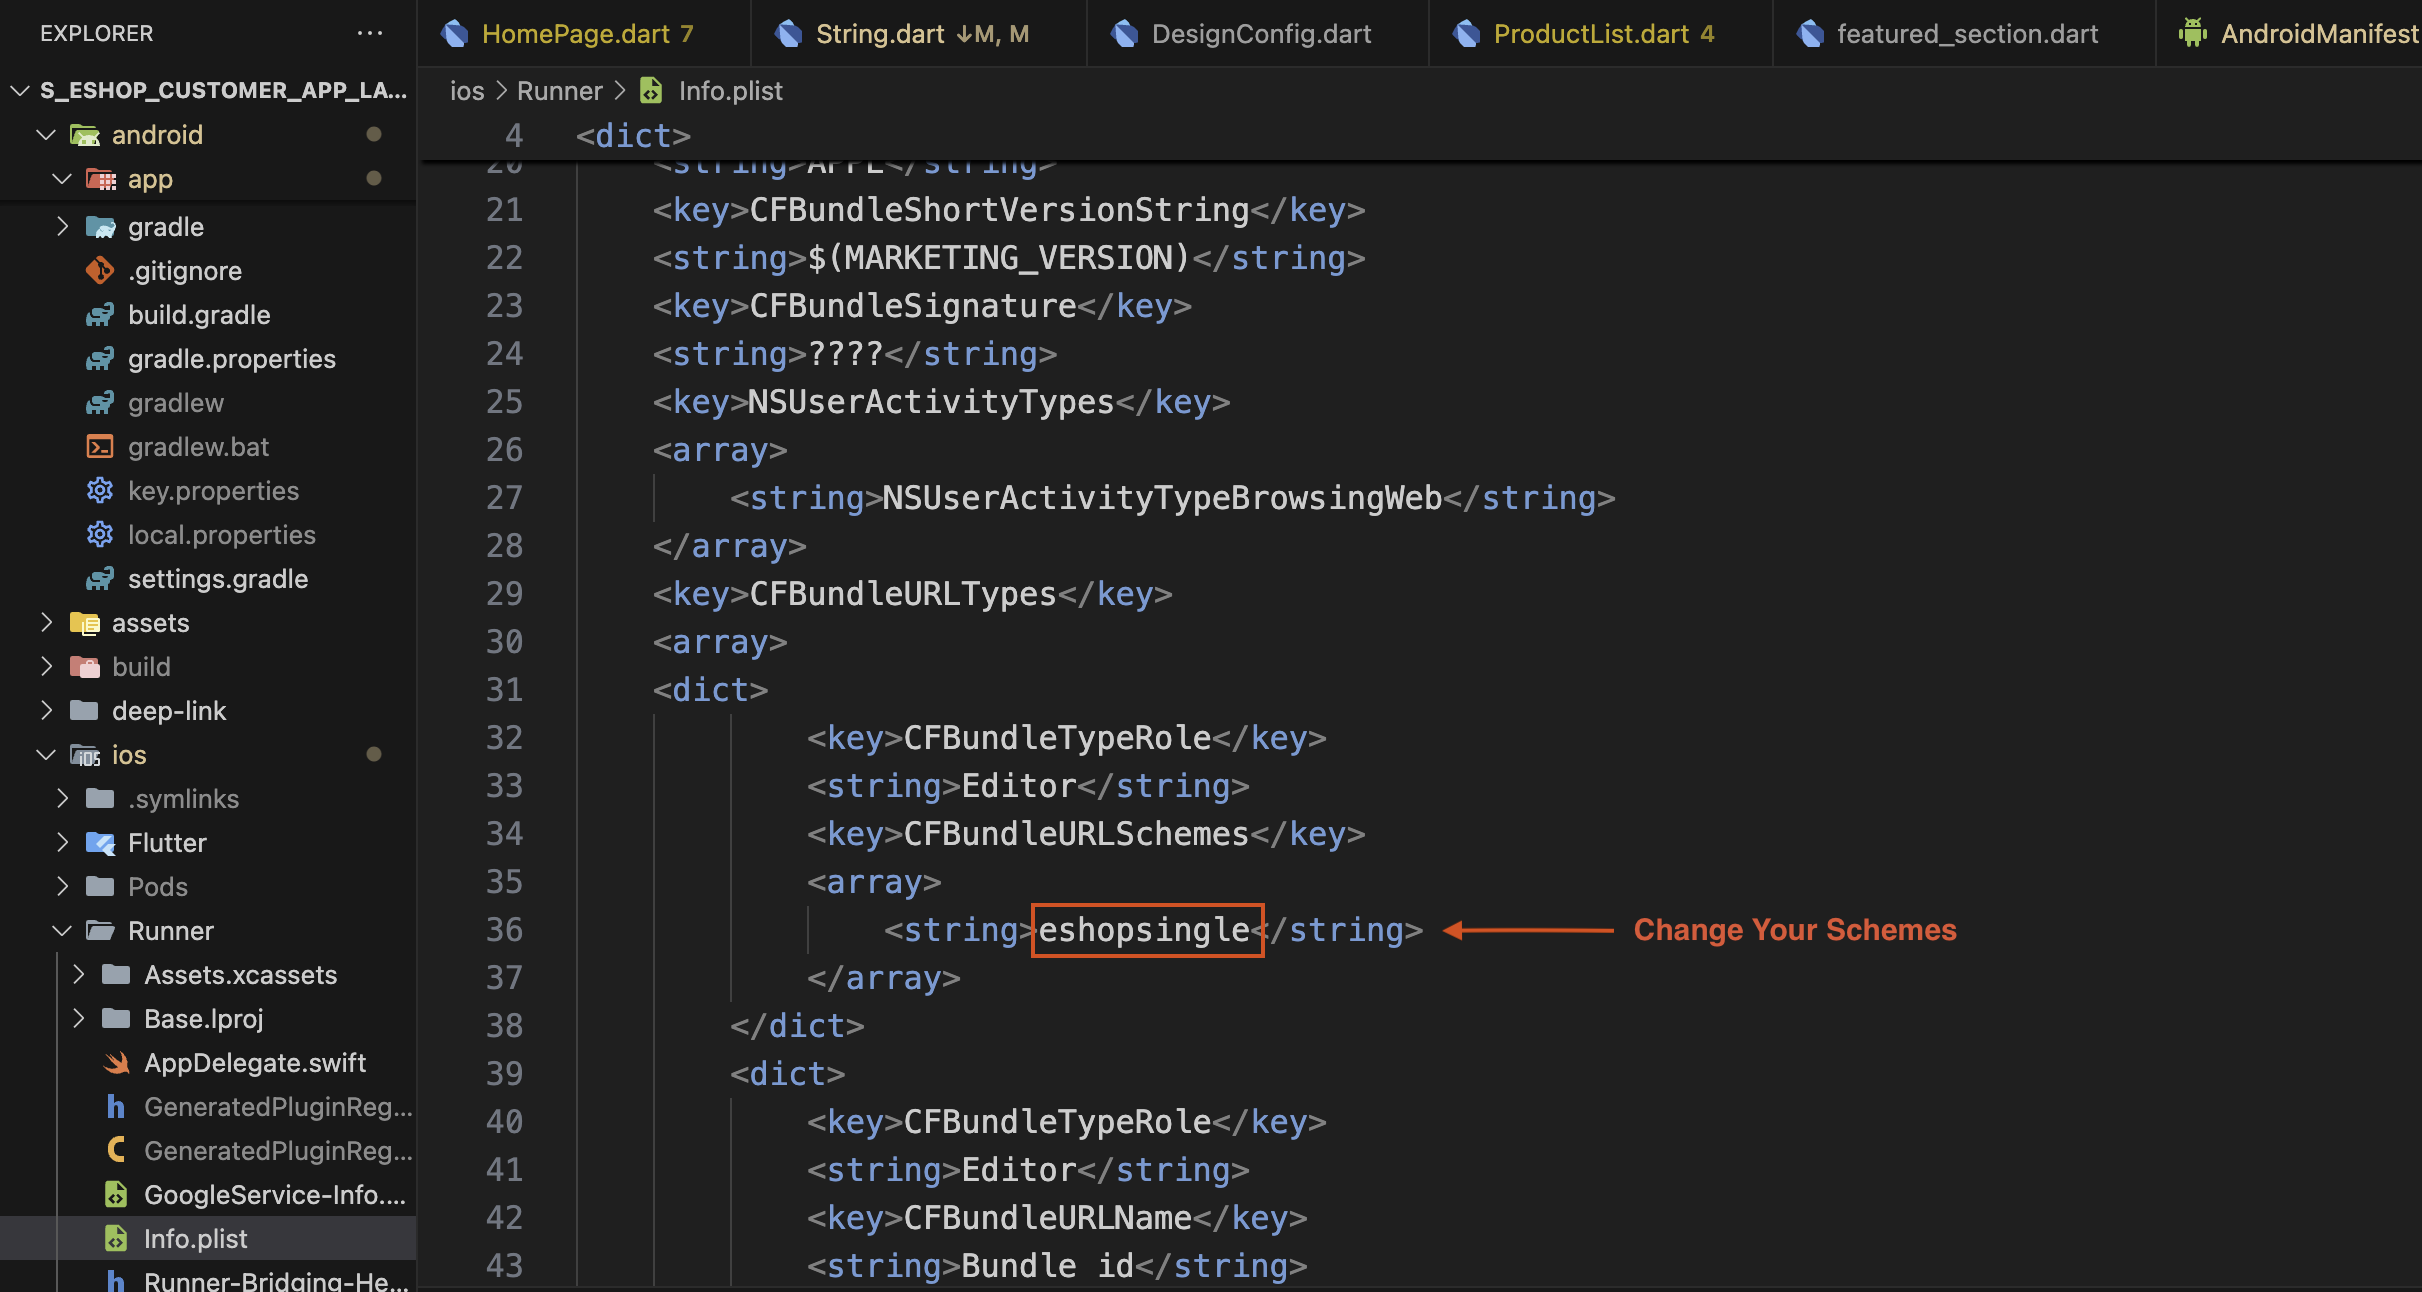 EXPLORER
S_ESHOP_CUSTOMER_APP_LA...
android
app
gradle
.gitignore
build.gradle
gradle.properties
gradlew
gradlew.bat
key.properties
local.properties
settings.gradle
assets
build
deep-link
ios
.symlinks
Flutter
Pods
Runner
Assets.xcassets
Base.lproj
AppDelegate.swift
GeneratedPluginReg...
GeneratedPluginReg...
GoogleService-Info....
Info.plist
Runner-Bridging-He...
HomePage.dart 7
String.dart ↓M, M
DesignConfig.dart
ProductList.dart 4
featured_section.dart
AndroidManifest
ios > Runner > Info.plist
4 <dict>
20 <string>APPL</string>
21 <key>CFBundleShortVersionString</key>
22 <string>$(MARKETING_VERSION)</string>
23 <key>CFBundleSignature</key>
24 <string>????</string>
25 <key>NSUserActivityTypes</key>
26 <array>
27 <string>NSUserActivityTypeBrowsingWeb</string>
28 </array>
29 <key>CFBundleURLTypes</key>
30 <array>
31 <dict>
32 <key>CFBundleTypeRole</key>
33 <string>Editor</string>
34 <key>CFBundleURLSchemes</key>
35 <array>
36 <string>eshopsingle</string> Change Your Schemes
37 </array>
38 </dict>
39 <dict>
40 <key>CFBundleTypeRole</key>
41 <string>Editor</string>
42 <key>CFBundleURLName</key>
43 <string>Bundle id</string>